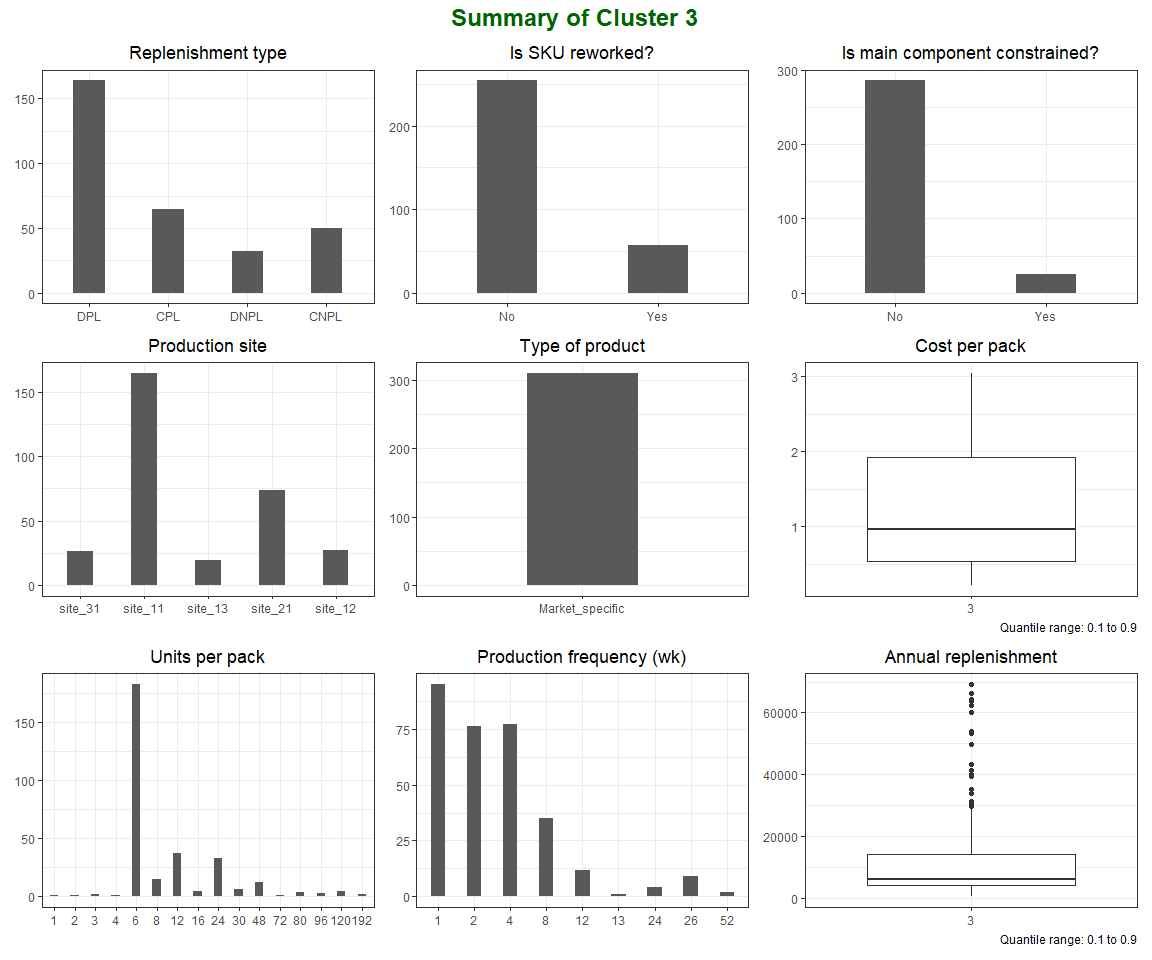 Summary of Cluster 3
Replenishment type
150
100
50
0
DPL CPL DNPL CNPL
Is SKU reworked?
200
100
0
No Yes
Is main component constrained?
300
200
100
0
No Yes
Production site
150
100
50
0
site_31 site_11 site_13 site_21 site_12
Type of product
300
200
100
0
Market_specific
Cost per pack
3
2
1
3
Quantile range: 0.1 to 0.9
Units per pack
150
100
50
0
1 2 3 4 6 8 12 16 24 30 48 72 80 96 120 192
Production frequency (wk)
75
50
25
0
1 2 4 8 12 13 24 26 52
Annual replenishment
60000
40000
20000
0
3
Quantile range: 0.1 to 0.9